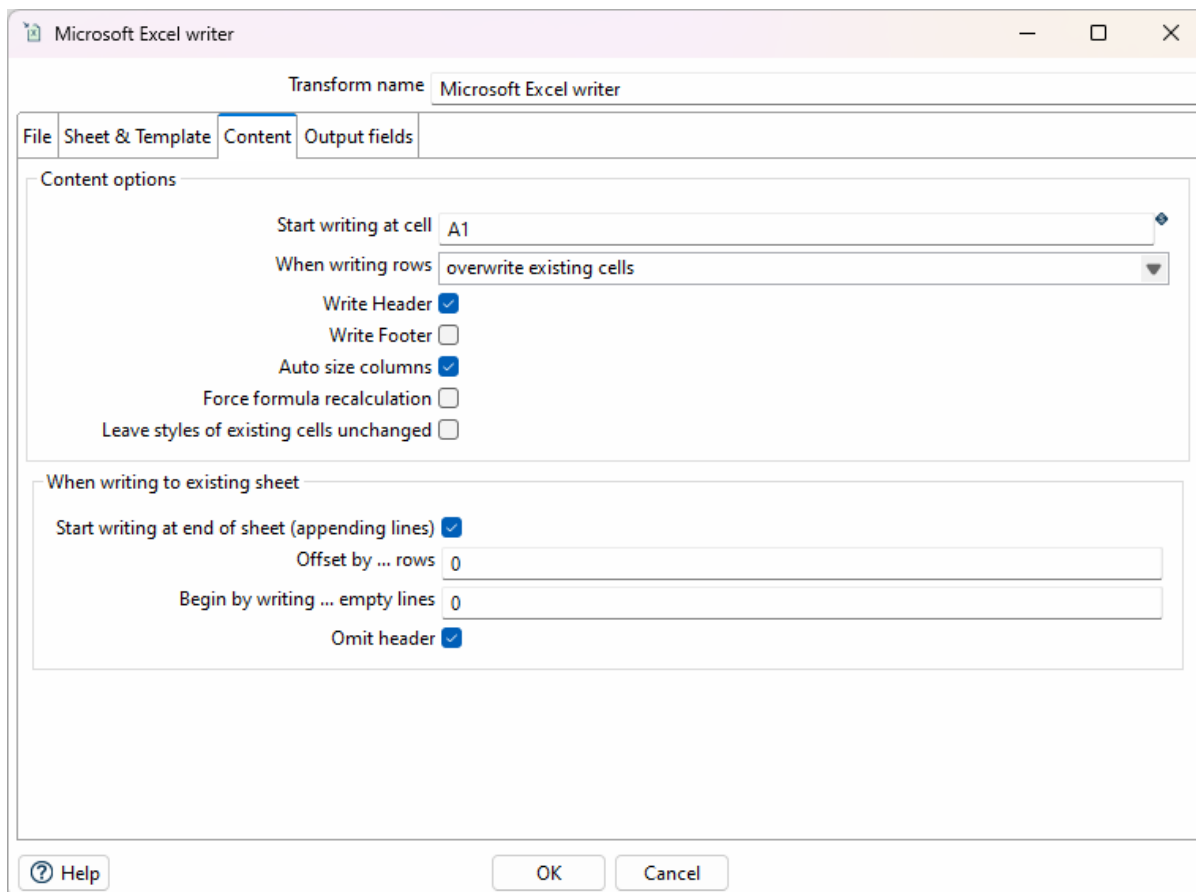 Microsoft Excel writer
Transform name Microsoft Excel writer
File Sheet & Template Content Output fields
Content options
Start writing at cell A1
When writing rows overwrite existing cells
Write Header
Write Footer
Auto size columns
Force formula recalculation
Leave styles of existing cells unchanged
When writing to existing sheet
Start writing at end of sheet (appending lines)
Offset by ... rows 0
Begin by writing ... empty lines 0
Omit header
Help OK Cancel